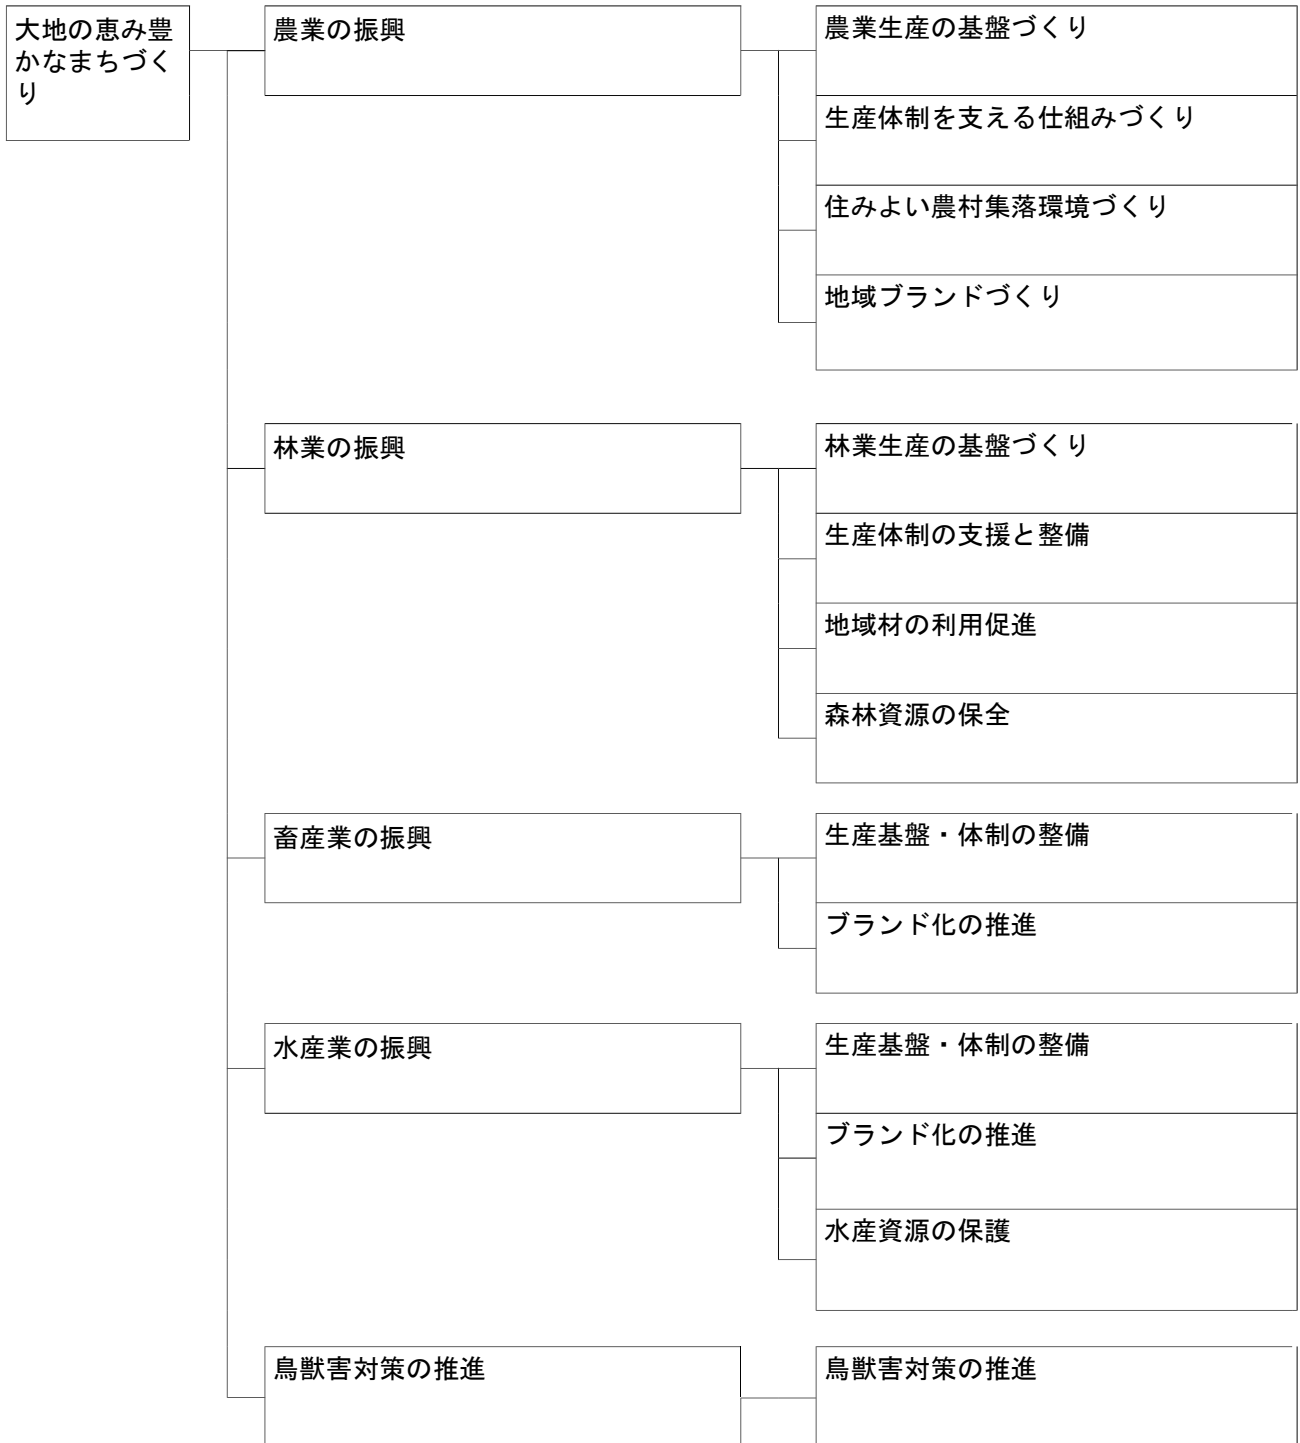 大地の恵み豊
かなまちづく
り
農業の振興
農業生産の基盤づくり
生産体制を支える仕組みづくり
住みよい農村集落環境づくり
地域ブランドづくり
林業の振興
林業生産の基盤づくり
生産体制の支援と整備
地域材の利用促進
森林資源の保全
畜産業の振興
生産基盤・体制の整備
ブランド化の推進
水産業の振興
生産基盤・体制の整備
ブランド化の推進
水産資源の保護
鳥獣害対策の推進
鳥獣害対策の推進